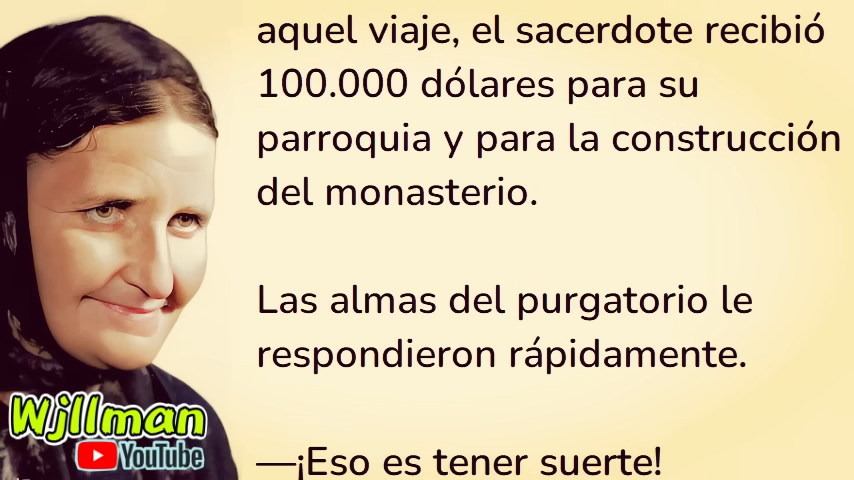 aquel viaje, el sacerdote recibió
100.000 dólares para su
parroquia y para la construcción
del monasterio.
Las almas del purgatorio le
respondieron rápidamente.
—¡Eso es tener suerte!
Wjllman
YouTube